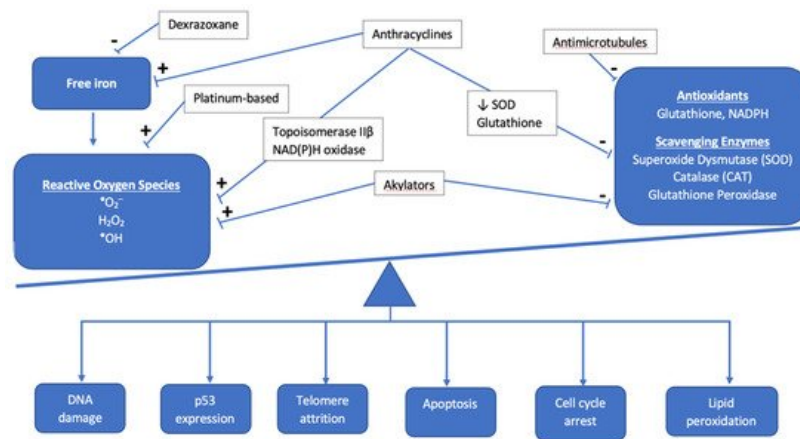 Dexrazoane
-
Free iron
+
Anthracyclines
Antimicrotubules
-
Platinum-based
+
↓ SOD
Glutathione
-
Antioxidants
Glutathione, NADPH
Scavenging Enzymes
Superoxide Dysmutase (SOD)
Catalase (CAT)
Glutathione Peroxidase
Topoisomerase IIβ
NAD(P)H oxidase
+
Reactive Oxygen Species
•O₂⁻
H₂O₂
•OH
+
Akylators
-
DNA
damage
p53
expression
Telomere
attrition
Apoptosis
Cell cycle
arrest
Lipid
peroxidation